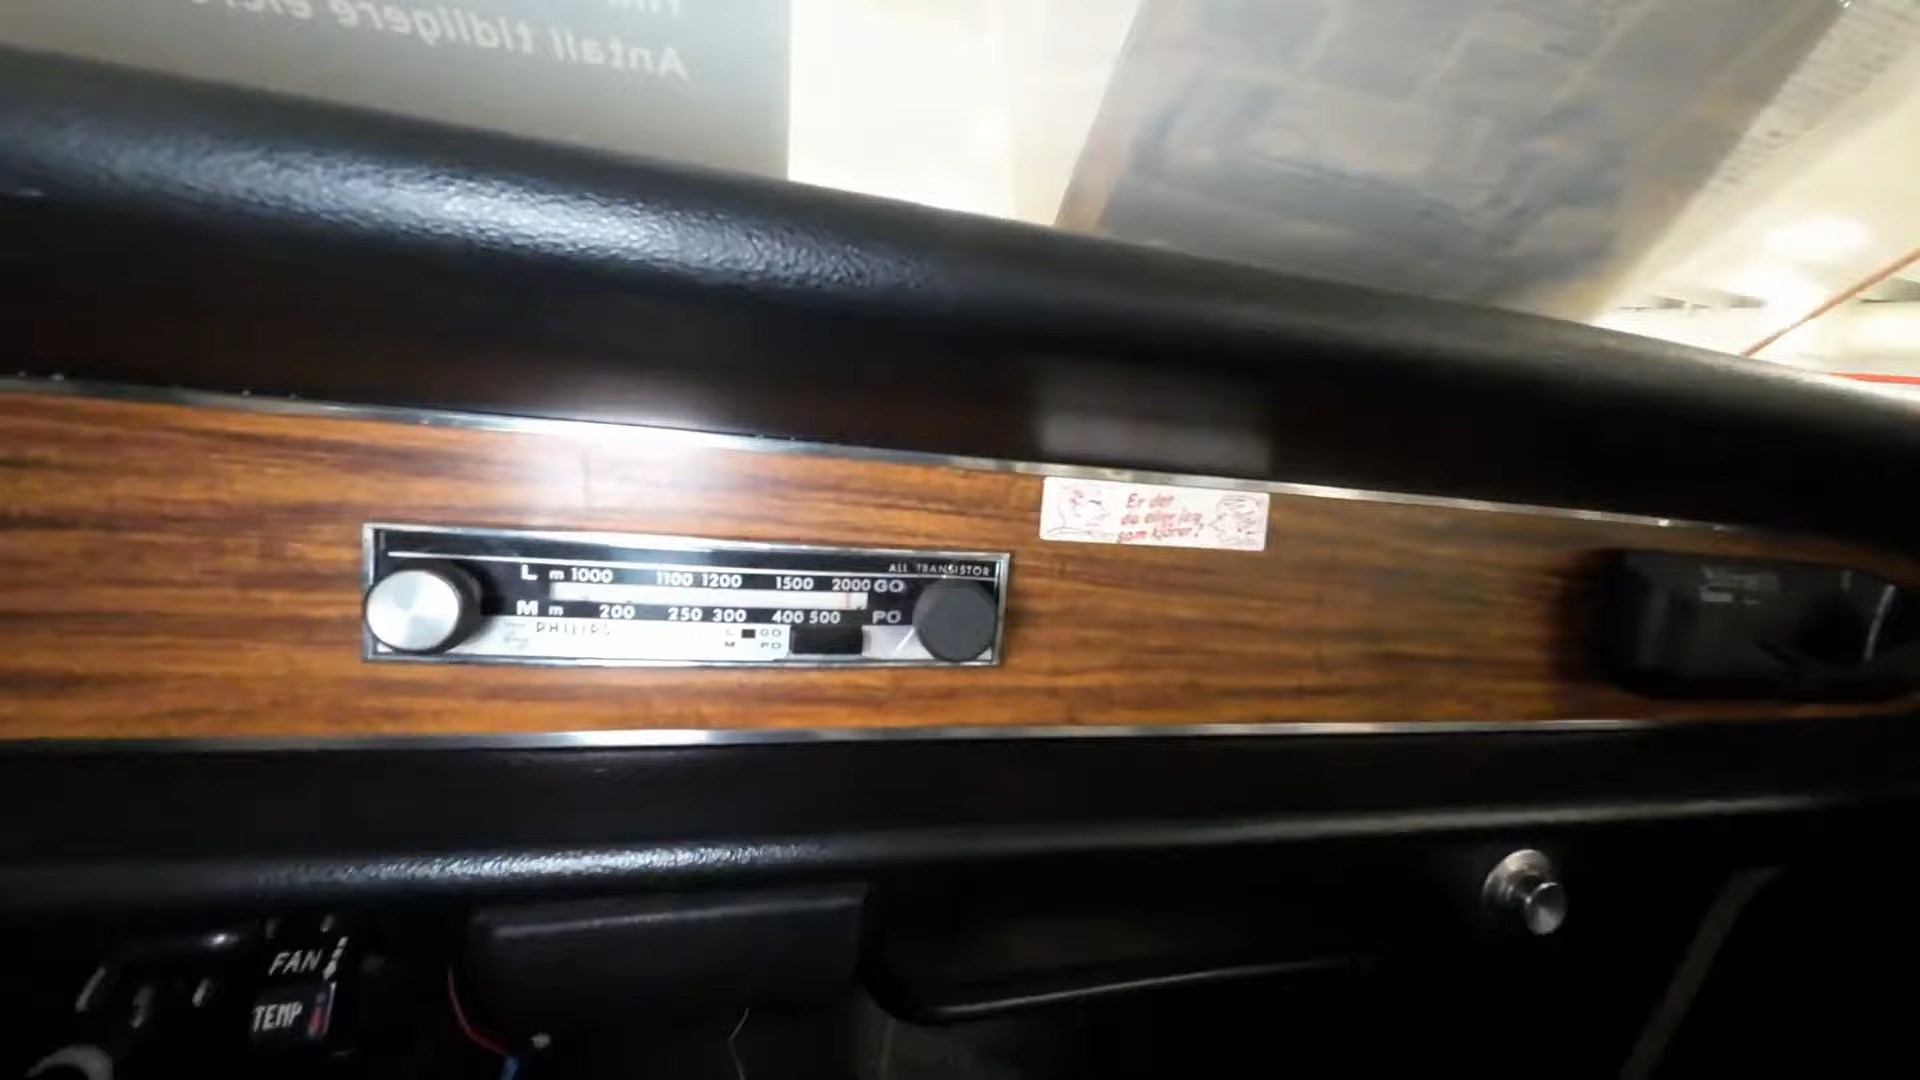 Antall tidligere
ALL TRANSISTOR
L m 1000 1100 1200 1500 2000 GO
M m 200 250 300 400 500 PO
PHILIPS
L GO
M PO
Er det
du eller jeg
som kjører?
FAN
TEMP